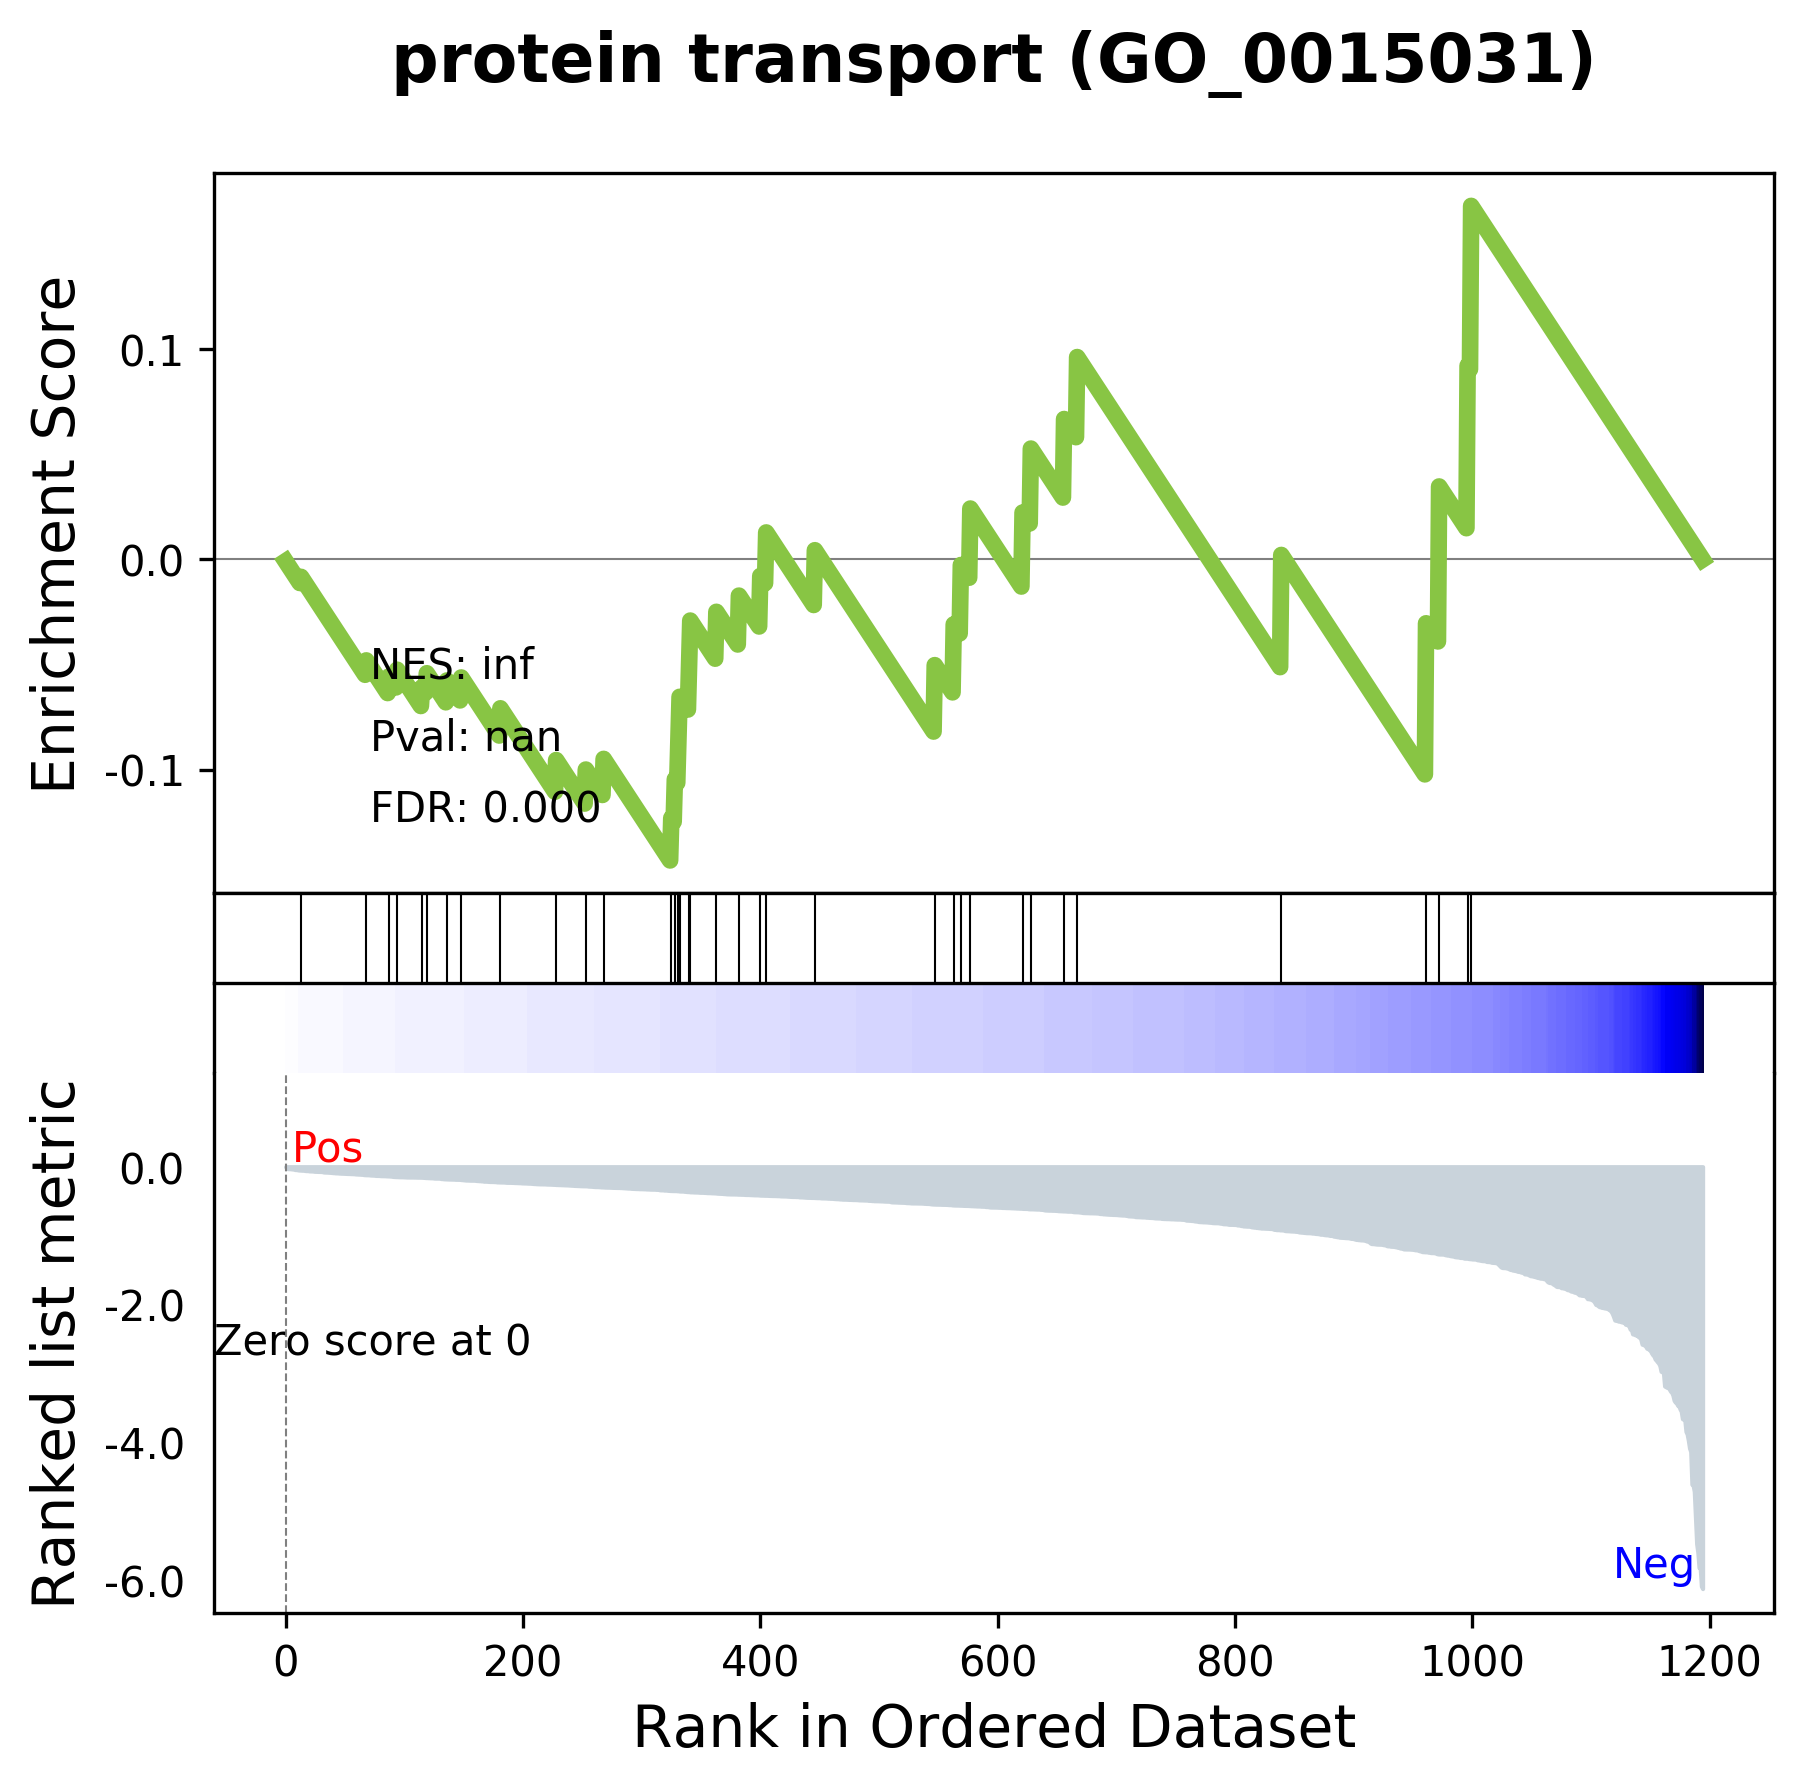 protein transport (GO_0015031)
Enrichment Score
0.1
0.0
-0.1
NES: inf
Pval: nan
FDR: 0.000
Ranked list metric
Pos
0.0
-2.0
Zero score at 0
-4.0
Neg
-6.0
0 200 400 600 800 1000 1200
Rank in Ordered Dataset